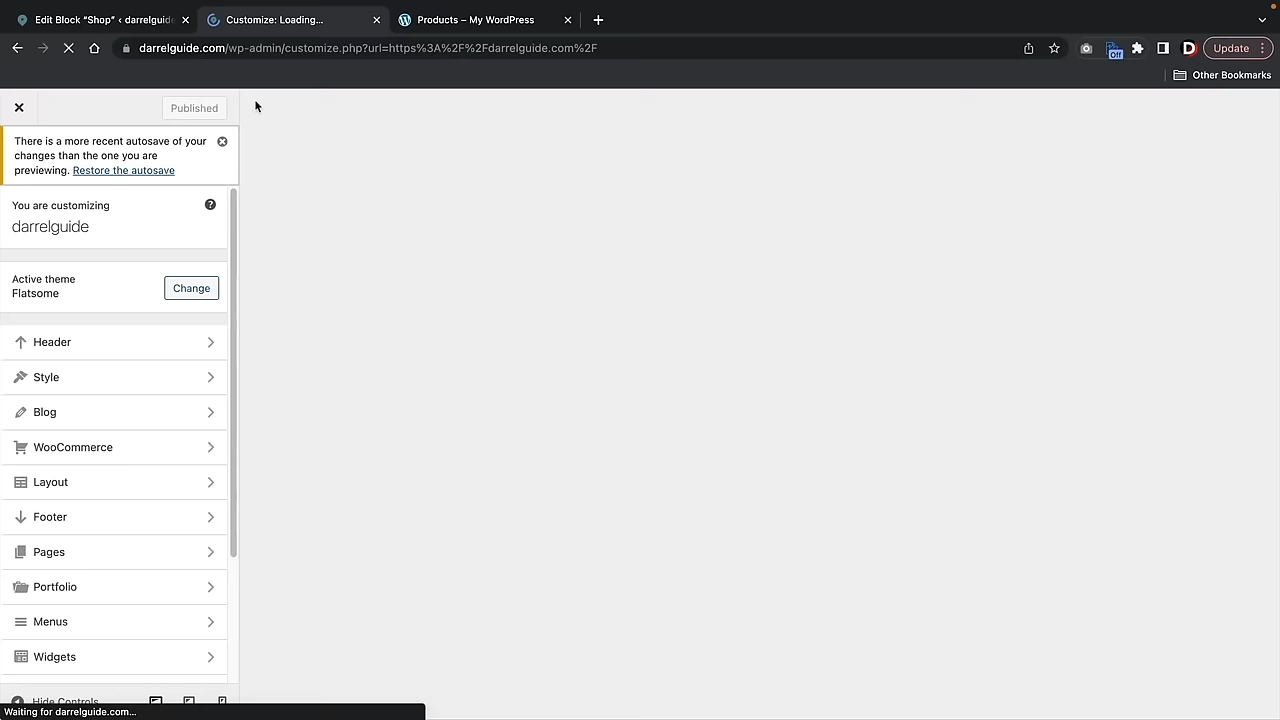 Edit Block "Shop" ‹ darrelguide
Customize: Loading...
Products – My WordPress
darrelguide.com/wp-admin/customize.php?url=https%3A%2F%2Fdarrelguide.com%2F
Off
D
Update
Other Bookmarks
Published
There is a more recent autosave of your
changes than the one you are
previewing. Restore the autosave
You are customizing
darrelguide
Active theme
Flatsome
Change
Header
Style
Blog
WooCommerce
Layout
Footer
Pages
Portfolio
Menus
Widgets
Hide Controls
Waiting for darrelguide.com...